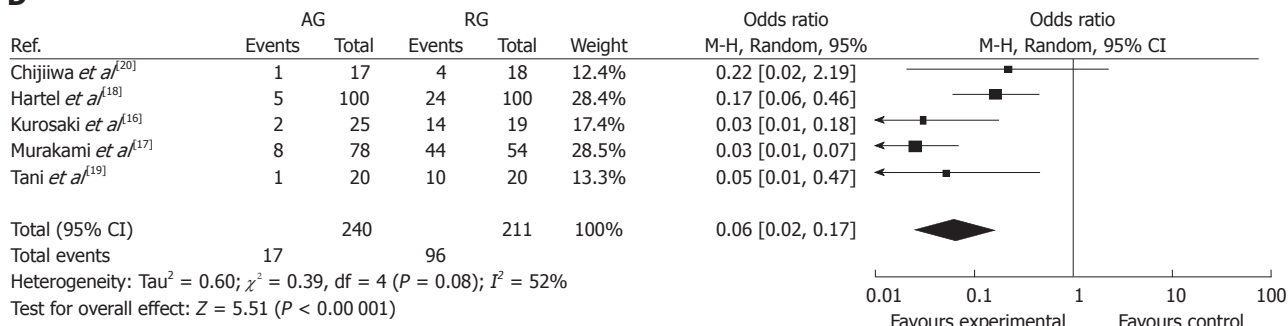 D
AG RG Odds ratio Odds ratio
Ref. Events Total Events Total Weight M-H, Random, 95% M-H, Random, 95% CI
Chijiiwa et al[20] 1 17 4 18 12.4% 0.22 [0.02, 2.19]
Hartel et al[18] 5 100 24 100 28.4% 0.17 [0.06, 0.46]
Kurosaki et al[16] 2 25 14 19 17.4% 0.03 [0.01, 0.18]
Murakami et al[17] 8 78 44 54 28.5% 0.03 [0.01, 0.07]
Tani et al[19] 1 20 10 20 13.3% 0.05 [0.01, 0.47]
Total (95% CI) 240 211 100% 0.06 [0.02, 0.17]
Total events 17 96
Heterogeneity: Tau² = 0.60; χ² = 0.39, df = 4 (P = 0.08); I² = 52%
Test for overall effect: Z = 5.51 (P < 0.00 001)
0.01 0.1 1 10 100
Favours experimental Favours control